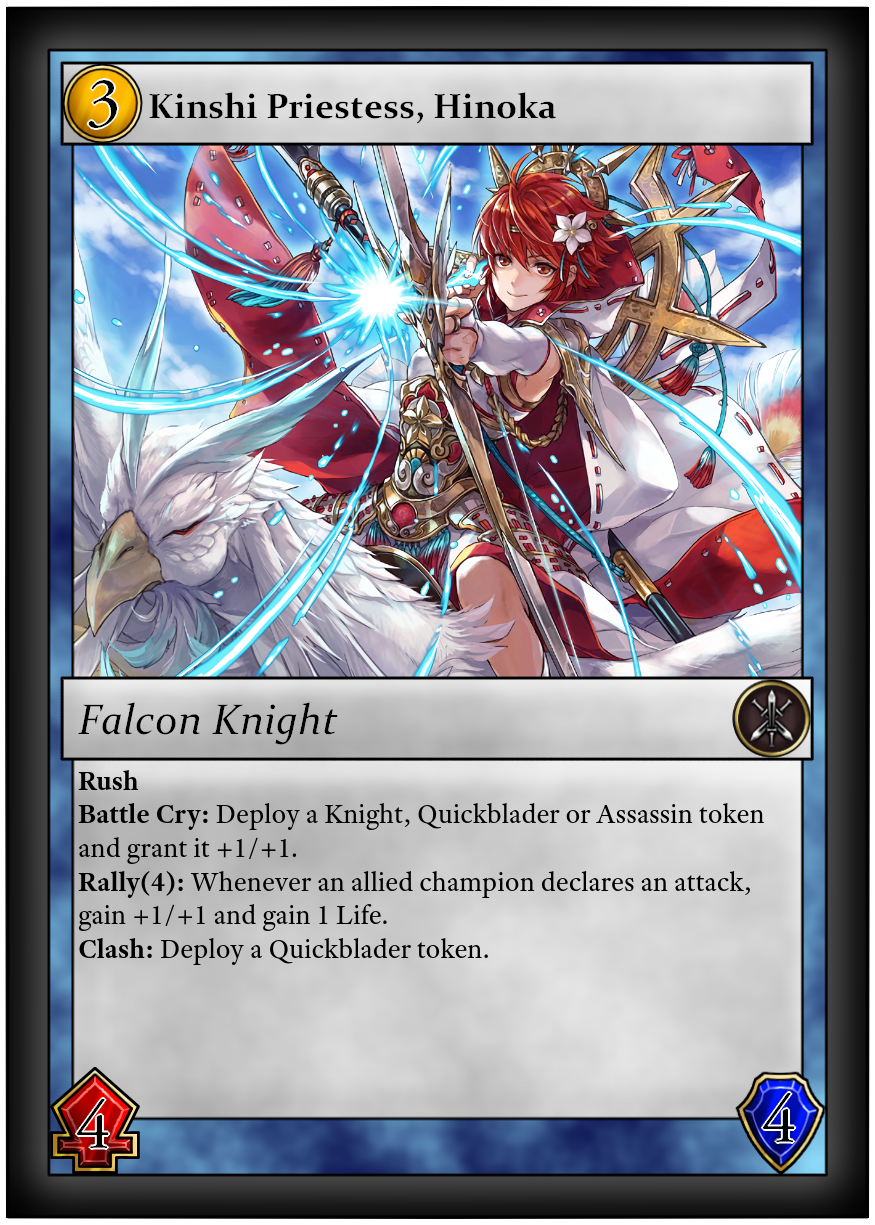 3
Kinshi Priestess, Hinoka
Falcon Knight
Rush
Battle Cry: Deploy a Knight, Quickblader or Assassin token
and grant it +1/+1.
Rally(4): Whenever an allied champion declares an attack,
gain +1/+1 and gain 1 Life.
Clash: Deploy a Quickblader token.
4
4